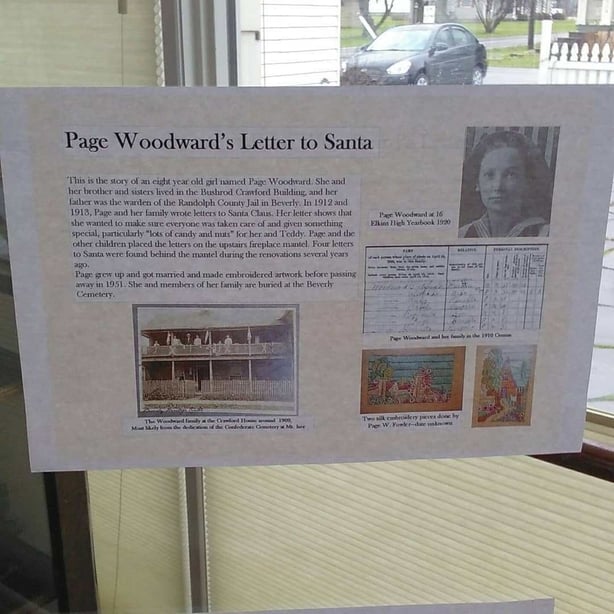 Page Woodward's Letter to Santa
This is the story of an eight year old girl named Page Woodward. She and
her brother and sisters lived in the Bushrod Crawford Building, and her
father was the warden of the Randolph County Jail in Beverly. In 1912 and
1913, Page and her family wrote letters to Santa Claus. Her letter shows that
she wanted to make sure everyone was taken care of and given something
special, particularly "lots of candy and nuts" for her and Teddy. Page and the
other children placed the letters on the upstairs fireplace mantel. Four letters
to Santa were found behind the mantel during the renovations several years
ago.
Page grew up and got married and made embroidered artwork before passing
away in 1951. She and members of her family are buried at the Beverly
Cemetery.
The Woodward family at the Crawford House around 1909.
Most likely from the dedication of the Confederate Cemetery at Mt. Iser
Page Woodward at 16
Elkins High Yearbook 1920
NAME
RELATION.
PERSONAL DESCRIPTION.
Page Woodward and her family at the 1910 Census
Two silk embroidery pieces done by
Page W. Fowler—date unknown